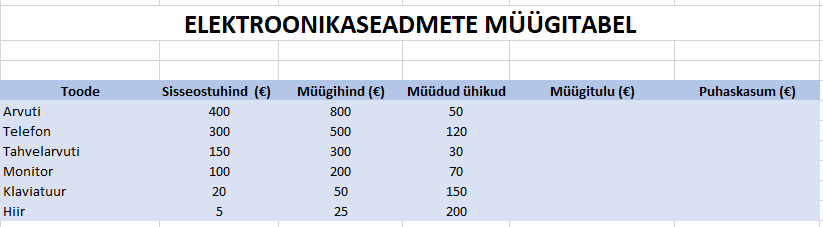 ELEKTROONIKASEADMETE MÜÜGITABEL
Toode Sisseostuhind (€) Müügihind (€) Müüdud ühikud Müügitulu (€) Puhaskasum (€)
Arvuti 400 800 50
Telefon 300 500 120
Tahvelarvuti 150 300 30
Monitor 100 200 70
Klaviatuur 20 50 150
Hiir 5 25 200